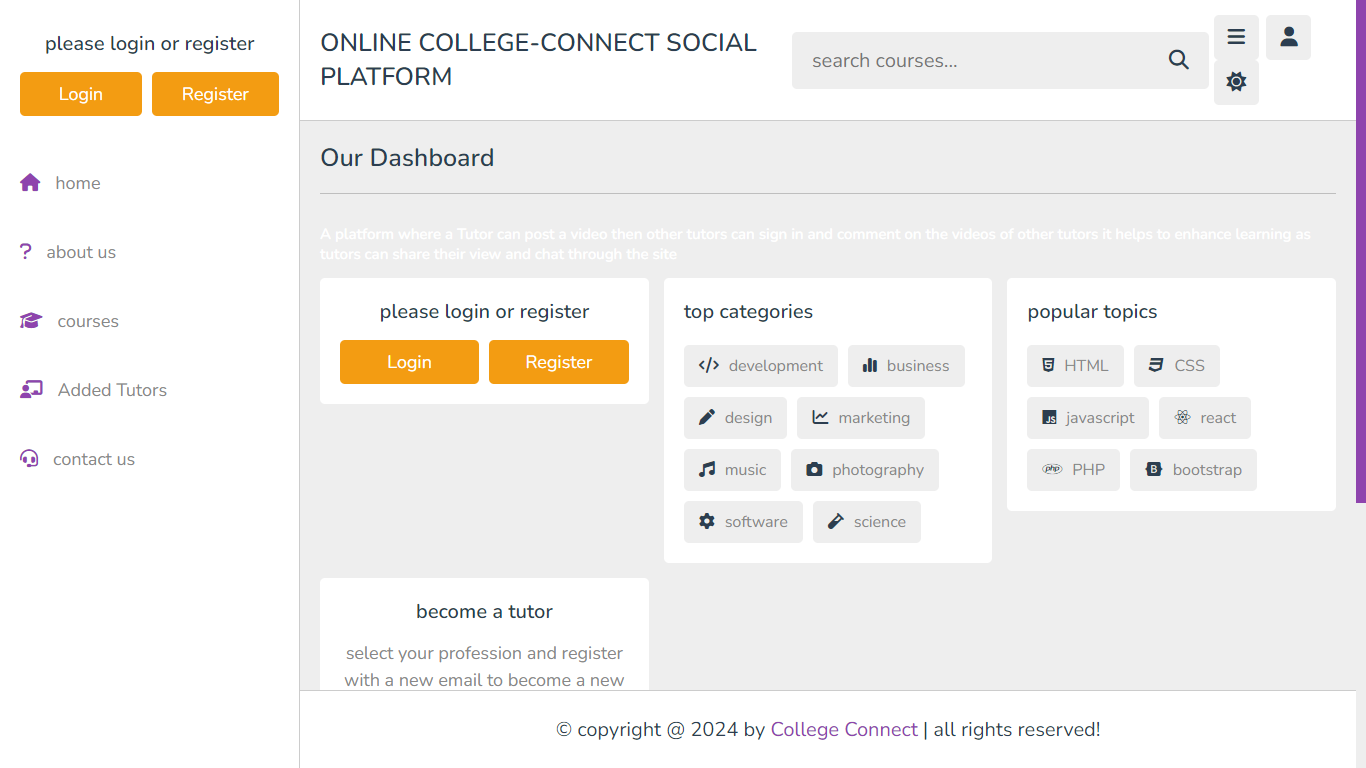 please login or register
Login Register
home
about us
courses
Added Tutors
contact us
ONLINE COLLEGE-CONNECT SOCIAL
PLATFORM
search courses...
Our Dashboard
A platform where a Tutor can post a video then other tutors can sign in and comment on the videos of other tutors it helps to enhance learning as
tutors can share their view and chat through the site
please login or register
Login Register
top categories
development business
design marketing
music photography
software science
popular topics
HTML CSS
javascript react
PHP bootstrap
become a tutor
select your profession and register
with a new email to become a new
© copyright @ 2024 by College Connect | all rights reserved!